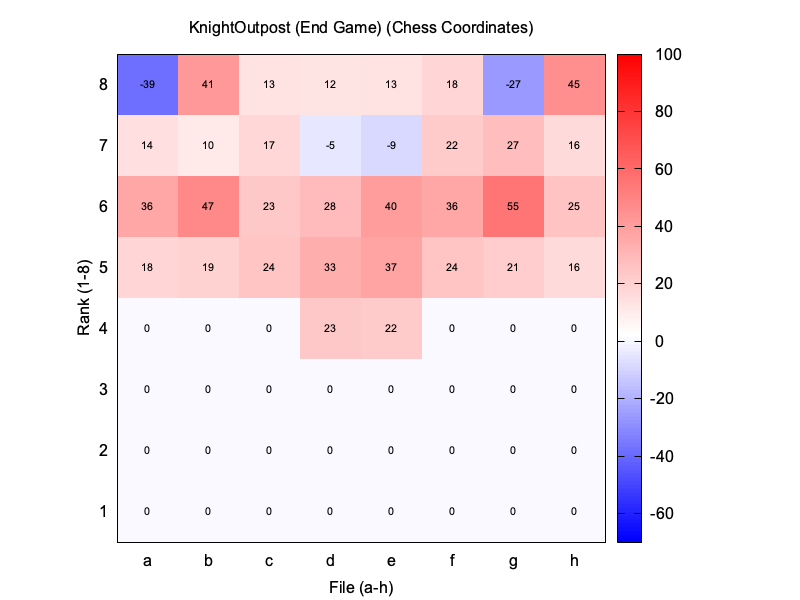 KnightOutpost (End Game) (Chess Coordinates)
8 -39 41 13 12 13 18 -27 45
7 14 10 17 -5 -9 22 27 16
6 36 47 23 28 40 36 55 25
5 18 19 24 33 37 24 21 16
4 0 0 0 23 22 0 0 0
3 0 0 0 0 0 0 0 0
2 0 0 0 0 0 0 0 0
1 0 0 0 0 0 0 0 0
a b c d e f g h
File (a-h)
Rank (1-8)
100
80
60
40
20
0
-20
-40
-60